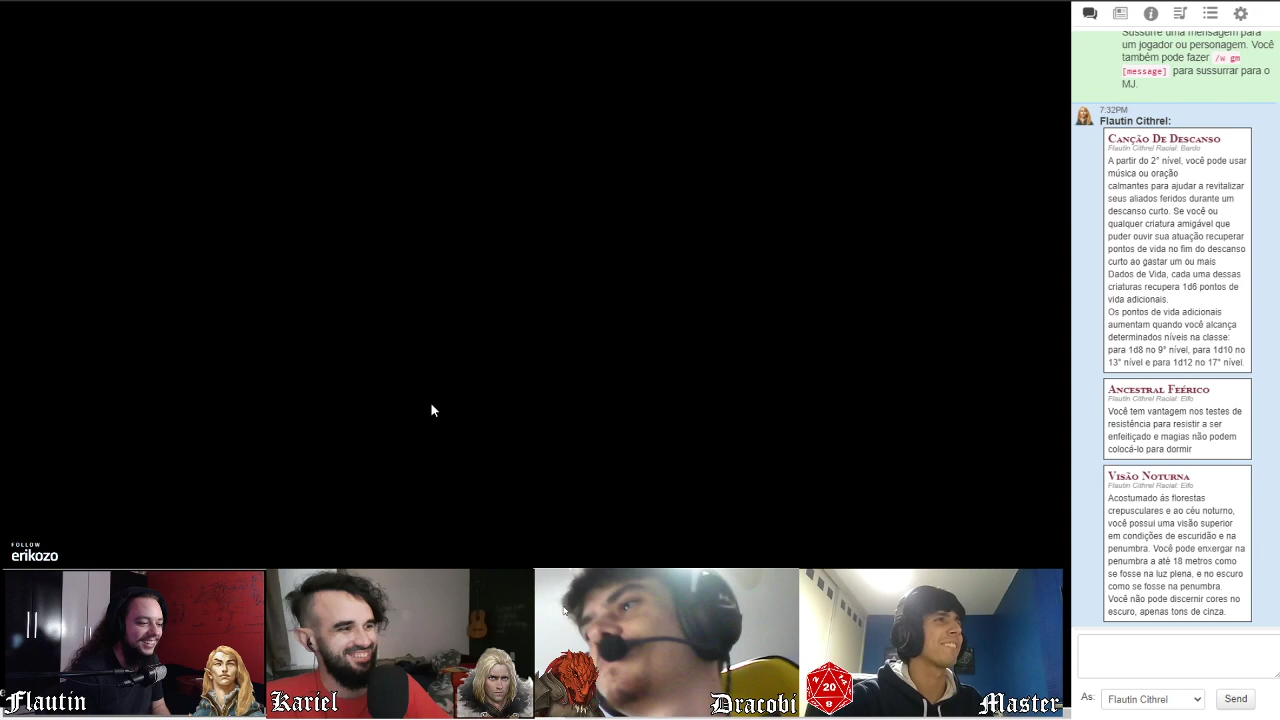 Sussurre uma mensagem para
um jogador ou personagem. Você
também pode fazer /w gm
[message] para sussurrar para o
MJ.
7:32PM
Flautin Cithrel:
Canção De Descanso
Flautin Cithrel Racial: Bardo
A partir do 2° nível, você pode usar
música ou oração
calmantes para ajudar a revitalizar
seus aliados feridos durante um
descanso curto. Se você ou
qualquer criatura amigável que
puder ouvir sua atuação recuperar
pontos de vida no fim do descanso
curto ao gastar um ou mais
Dados de Vida, cada uma dessas
criaturas recupera 1d6 pontos de
vida adicionais.
Os pontos de vida adicionais
aumentam quando você alcança
determinados níveis na classe:
para 1d8 no 9° nível, para 1d10 no
13° nível e para 1d12 no 17° nível.
Ancestral Feérico
Flautin Cithrel Racial: Elfo
Você tem vantagem nos testes de
resistência para resistir a ser
enfeitiçado e magias não podem
colocá-lo para dormir
Visão Noturna
Flautin Cithrel Racial: Elfo
Acostumado ás florestas
crepusculares e ao céu noturno,
você possui uma visão superior
em condições de escuridão e na
penumbra. Você pode enxergar na
penumbra a até 18 metros como
se fosse na luz plena, e no escuro
como se fosse na penumbra.
Você não pode discernir cores no
escuro, apenas tons de cinza.
As:
Flautin Cithrel
Send
FOLLOW
erikozo
Flautin
Kariel
Dracobi
20
Master